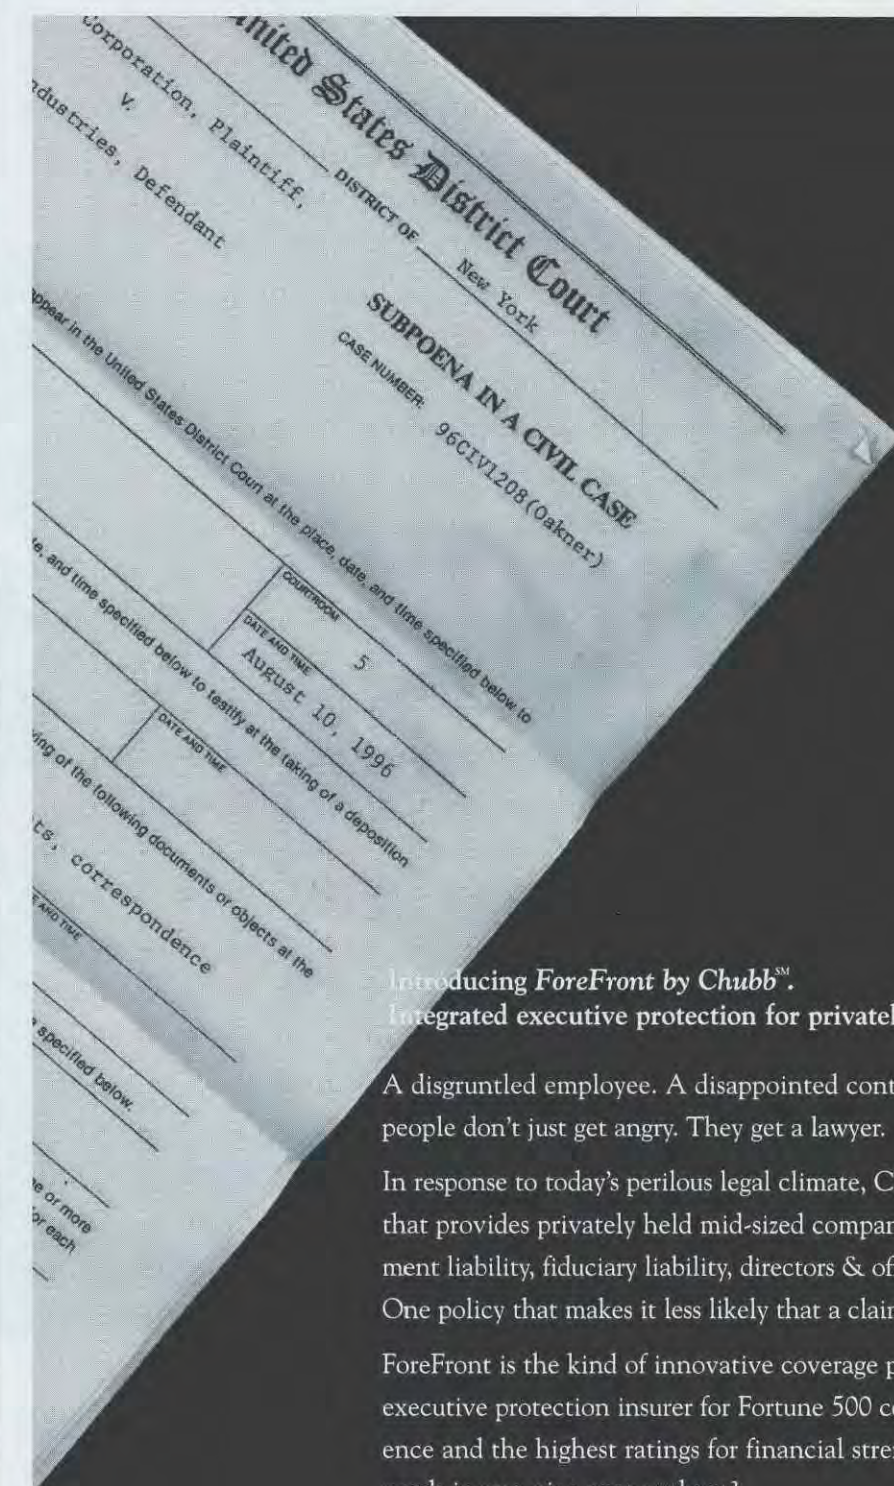 United States District Court
DISTRICT OF New York
Corporation, Plaintiff,
v.
Industries, Defendant
SUBPOENA IN A CIVIL CASE
CASE NUMBER: 96CIV1208(Oakner)
appear in the United States District Court at the place, date, and time specified below to
COURTROOM
5
DATE AND TIME
August 10, 1996
and time specified below to testify at the taking of a deposition
DATE AND TIME
of the following documents or objects at the
correspondence
AND TIME
specified below.
or more
for each
Introducing ForeFront by Chubb℠.
Integrated executive protection for privatel
A disgruntled employee. A disappointed cont
people don't just get angry. They get a lawyer.
In response to today's perilous legal climate, C
that provides privately held mid-sized compan
ment liability, fiduciary liability, directors & of
One policy that makes it less likely that a clai
ForeFront is the kind of innovative coverage p
executive protection insurer for Fortune 500 c
ence and the highest ratings for financial stre